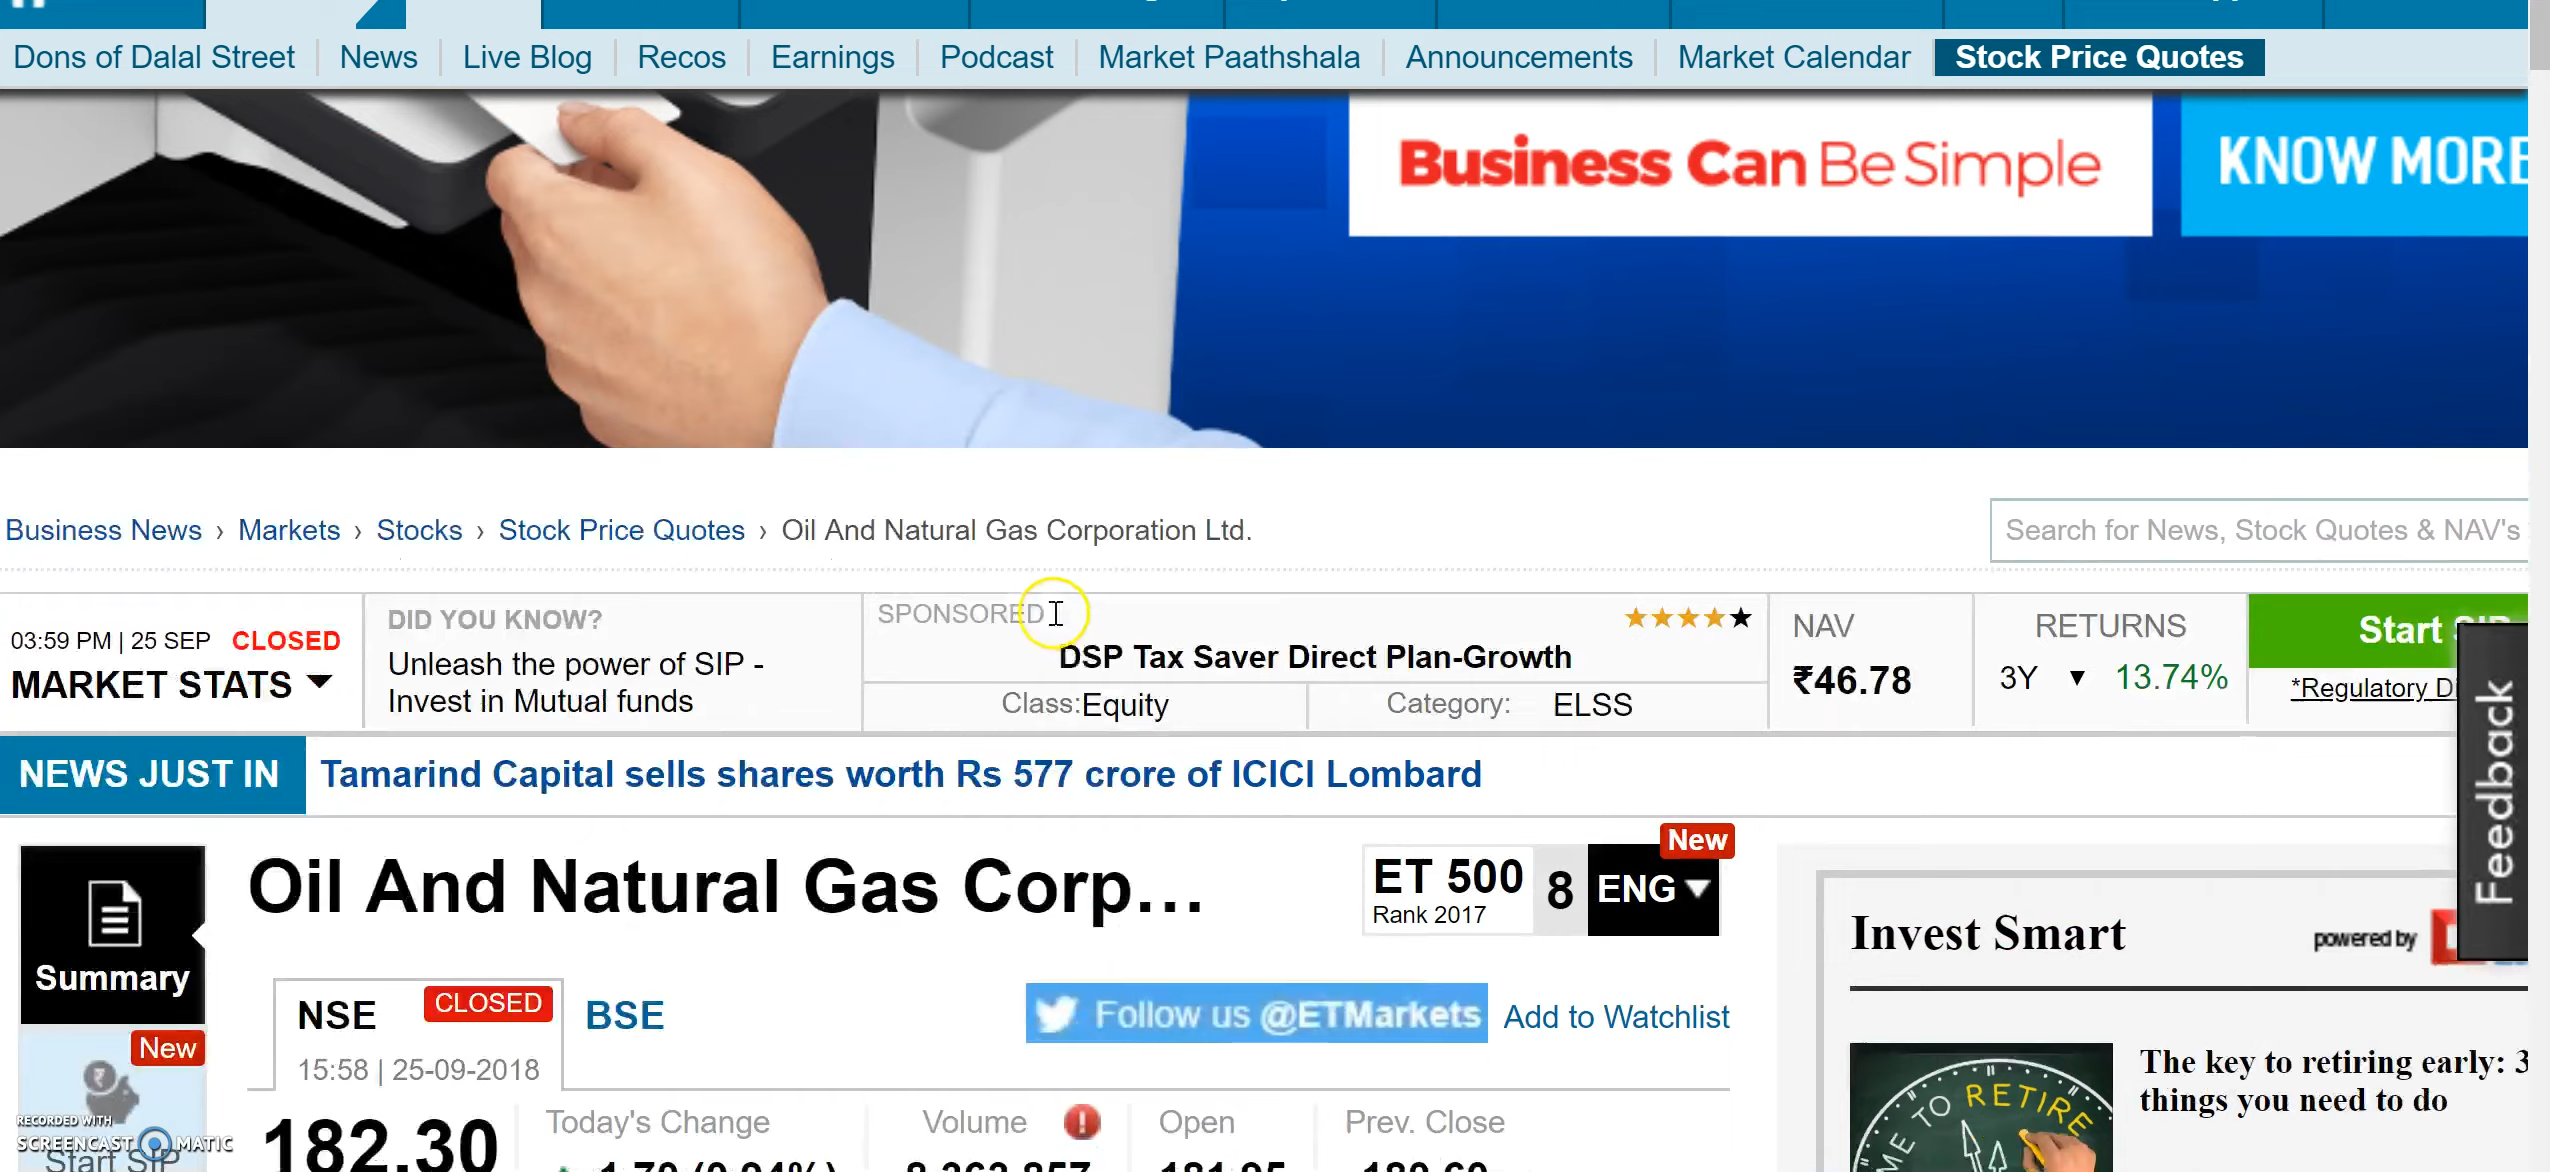 Dons of Dalal Street News Live Blog Recos Earnings Podcast Market Paathshala Announcements Market Calendar Stock Price Quotes
Business Can Be Simple
KNOW MORE
Business News › Markets › Stocks › Stock Price Quotes › Oil And Natural Gas Corporation Ltd.
Search for News, Stock Quotes & NAV's
03:59 PM | 25 SEP CLOSED
MARKET STATS
DID YOU KNOW?
Unleash the power of SIP -
Invest in Mutual funds
SPONSORED
DSP Tax Saver Direct Plan-Growth
Class: Equity
Category: ELSS
NAV
₹46.78
RETURNS
3Y 13.74%
Start
*Regulatory Di
Feedback
NEWS JUST IN
Tamarind Capital sells shares worth Rs 577 crore of ICICI Lombard
Summary
Oil And Natural Gas Corp...
ET 500
Rank 2017
8
ENG
New
NSE CLOSED
15:58 | 25-09-2018
BSE
Follow us @ETMarkets
Add to Watchlist
Invest Smart
powered by
The key to retiring early: 3
things you need to do
TO RETIRE
New
RECORDED WITH
SCREENCAST MATIC
Start SIP
182.30
Today's Change
Volume
Open
Prev. Close